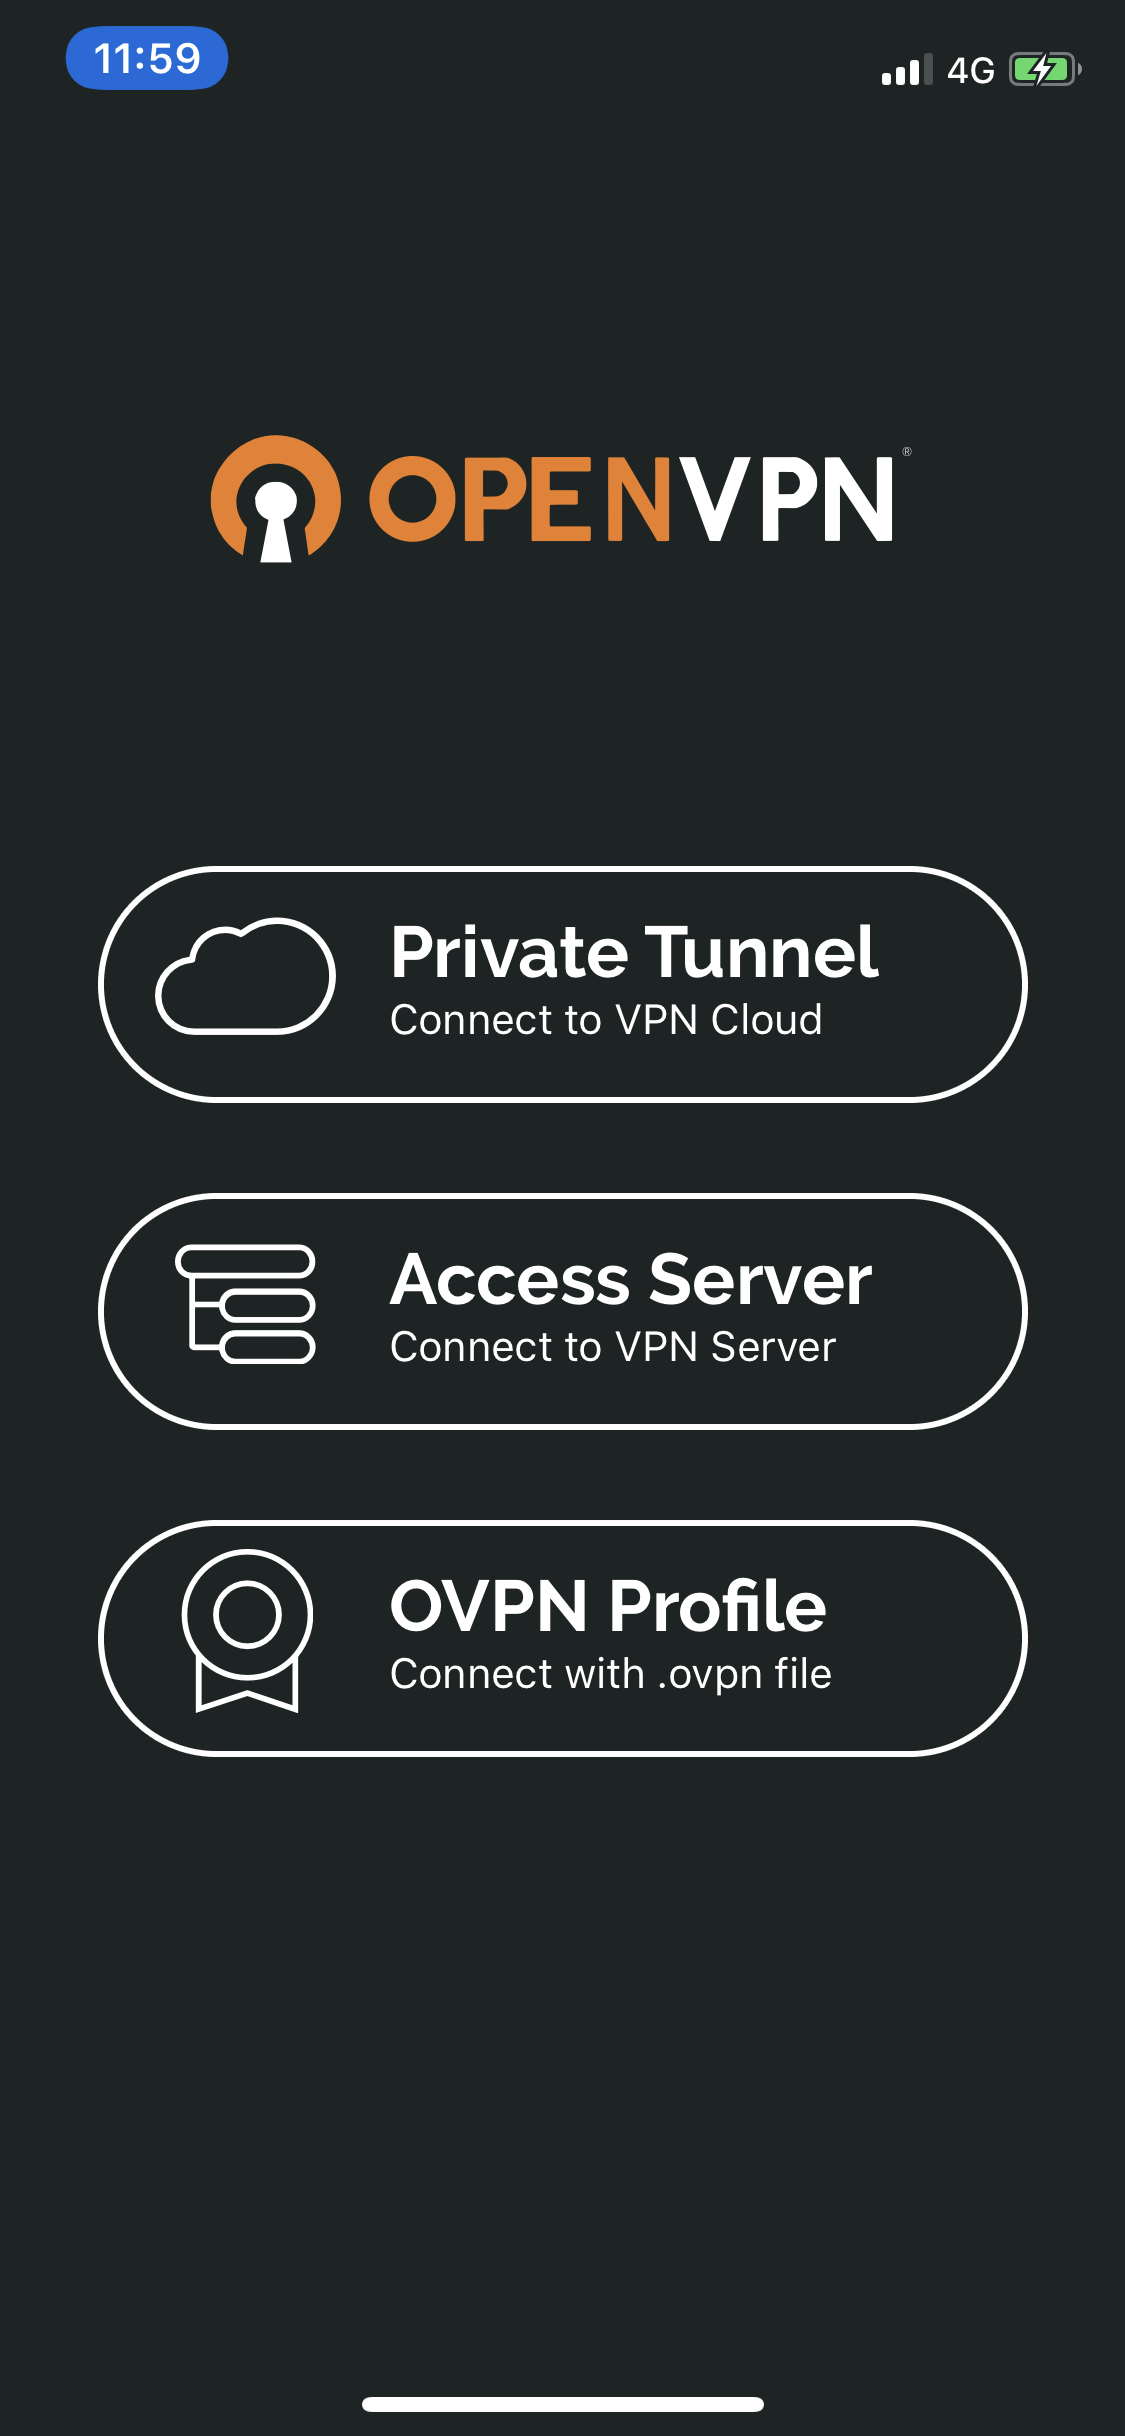 11:59
4G
OPENVPN®
Private Tunnel
Connect to VPN Cloud
Access Server
Connect to VPN Server
OVPN Profile
Connect with .ovpn file